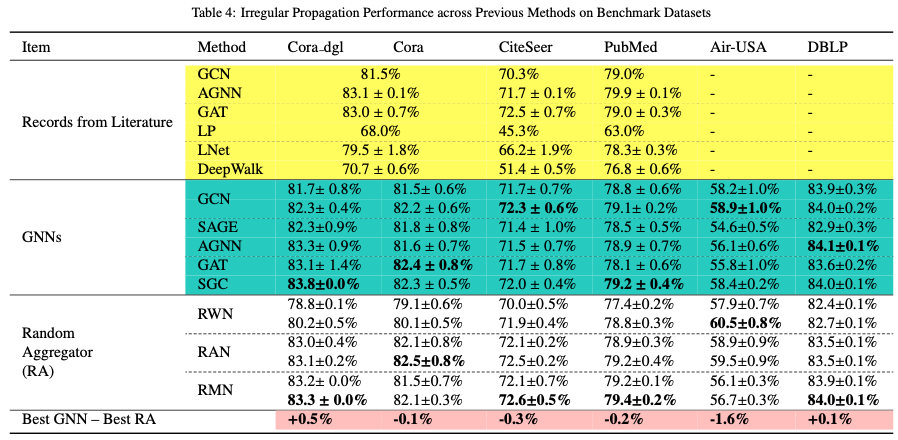 Table 4: Irregular Propagation Performance across Previous Methods on Benchmark Datasets
Item Method Cora_dgl Cora CiteSeer PubMed Air-USA DBLP
Records from Literature
GCN 81.5% 70.3% 79.0% - -
AGNN 83.1 ± 0.1% 71.7 ± 0.1% 79.9 ± 0.1% - -
GAT 83.0 ± 0.7% 72.5 ± 0.7% 79.0 ± 0.3% - -
LP 68.0% 45.3% 63.0% - -
LNet 79.5 ± 1.8% 66.2± 1.9% 78.3± 0.3% - -
DeepWalk 70.7 ± 0.6% 51.4 ± 0.5% 76.8 ± 0.6% - -
GNNs
GCN 81.7± 0.8% 81.5± 0.6% 71.7± 0.7% 78.8 ± 0.6% 58.2±1.0% 83.9±0.3%
82.3± 0.4% 82.2 ± 0.6% 72.3 ± 0.6% 79.1± 0.2% 58.9±1.0% 84.0±0.2%
SAGE 82.3±0.9% 81.8 ± 0.8% 71.4 ± 1.0% 78.5 ± 0.5% 54.6±0.5% 82.9±0.3%
AGNN 83.3 ± 0.9% 81.6 ± 0.7% 71.5 ± 0.7% 78.9 ± 0.7% 56.1±0.6% 84.1±0.1%
GAT 83.1± 1.4% 82.4 ± 0.8% 71.7 ± 0.8% 78.1 ± 0.6% 55.8±1.0% 83.6±0.2%
SGC 83.8±0.0% 82.3 ± 0.5% 72.0 ± 0.4% 79.2 ± 0.4% 58.4±0.2% 84.0±0.1%
Random
Aggregator
(RA)
RWN 78.8±0.1% 79.1±0.6% 70.0±0.5% 77.4±0.2% 57.9±0.7% 82.4±0.1%
80.2±0.5% 80.1±0.5% 71.9±0.4% 78.8±0.3% 60.5±0.8% 82.7±0.1%
RAN 83.0±0.4% 82.1±0.8% 72.1±0.2% 78.9±0.3% 58.9±0.9% 83.5±0.1%
83.1±0.2% 82.5±0.8% 72.5±0.2% 79.2±0.4% 59.5±0.9% 83.5±0.1%
RMN 83.2± 0.0% 81.5±0.7% 72.1±0.7% 79.2±0.1% 56.1±0.3% 83.9±0.1%
83.3 ± 0.0% 82.1±0.3% 72.6±0.5% 79.4±0.2% 56.7±0.3% 84.0±0.1%
Best GNN – Best RA +0.5% -0.1% -0.3% -0.2% -1.6% +0.1%